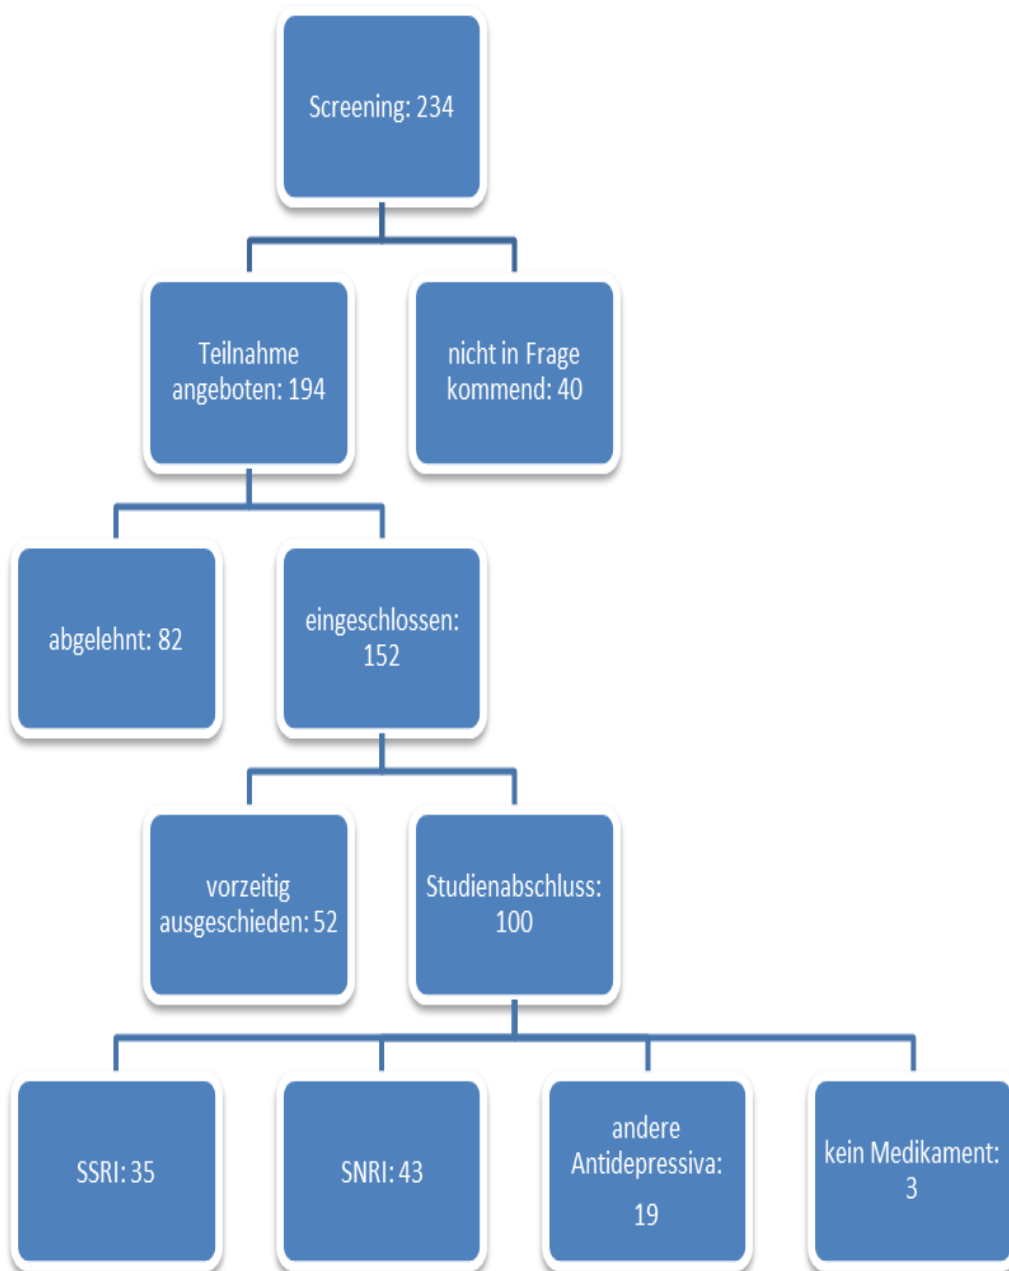 Screening: 234
Teilnahme
angeboten: 194
nicht in Frage
kommend: 40
abgelehnt: 82
eingeschlossen:
152
vorzeitig
ausgeschieden: 52
Studienabschluss:
100
SSRI: 35
SNRI: 43
andere
Antidepressiva:
19
kein Medikament:
3